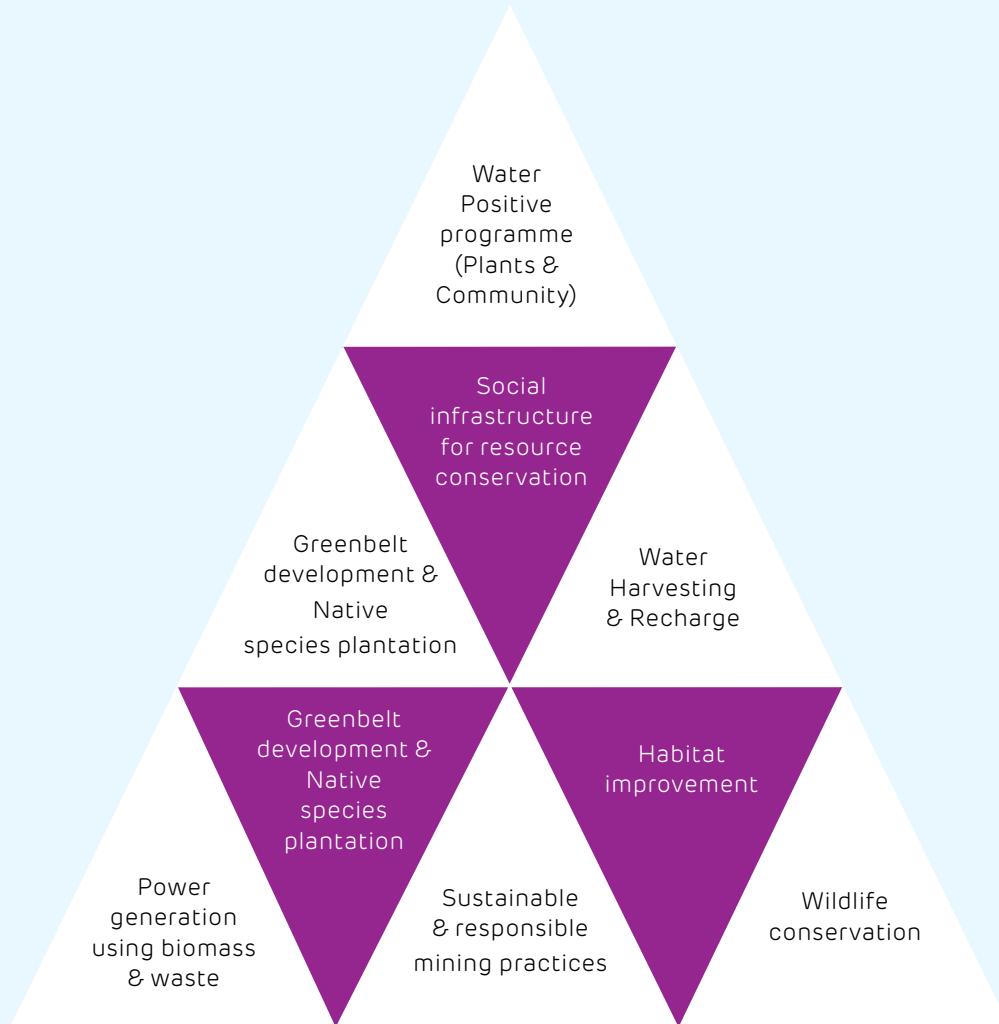 Water
Positive
programme
(Plants &
Community)
Social
infrastructure
for resource
conservation
Greenbelt
development &
Native
species plantation
Water
Harvesting
& Recharge
Greenbelt
development &
Native
species
plantation
Habitat
improvement
Power
generation
using biomass
& waste
Sustainable
& responsible
mining practices
Wildlife
conservation